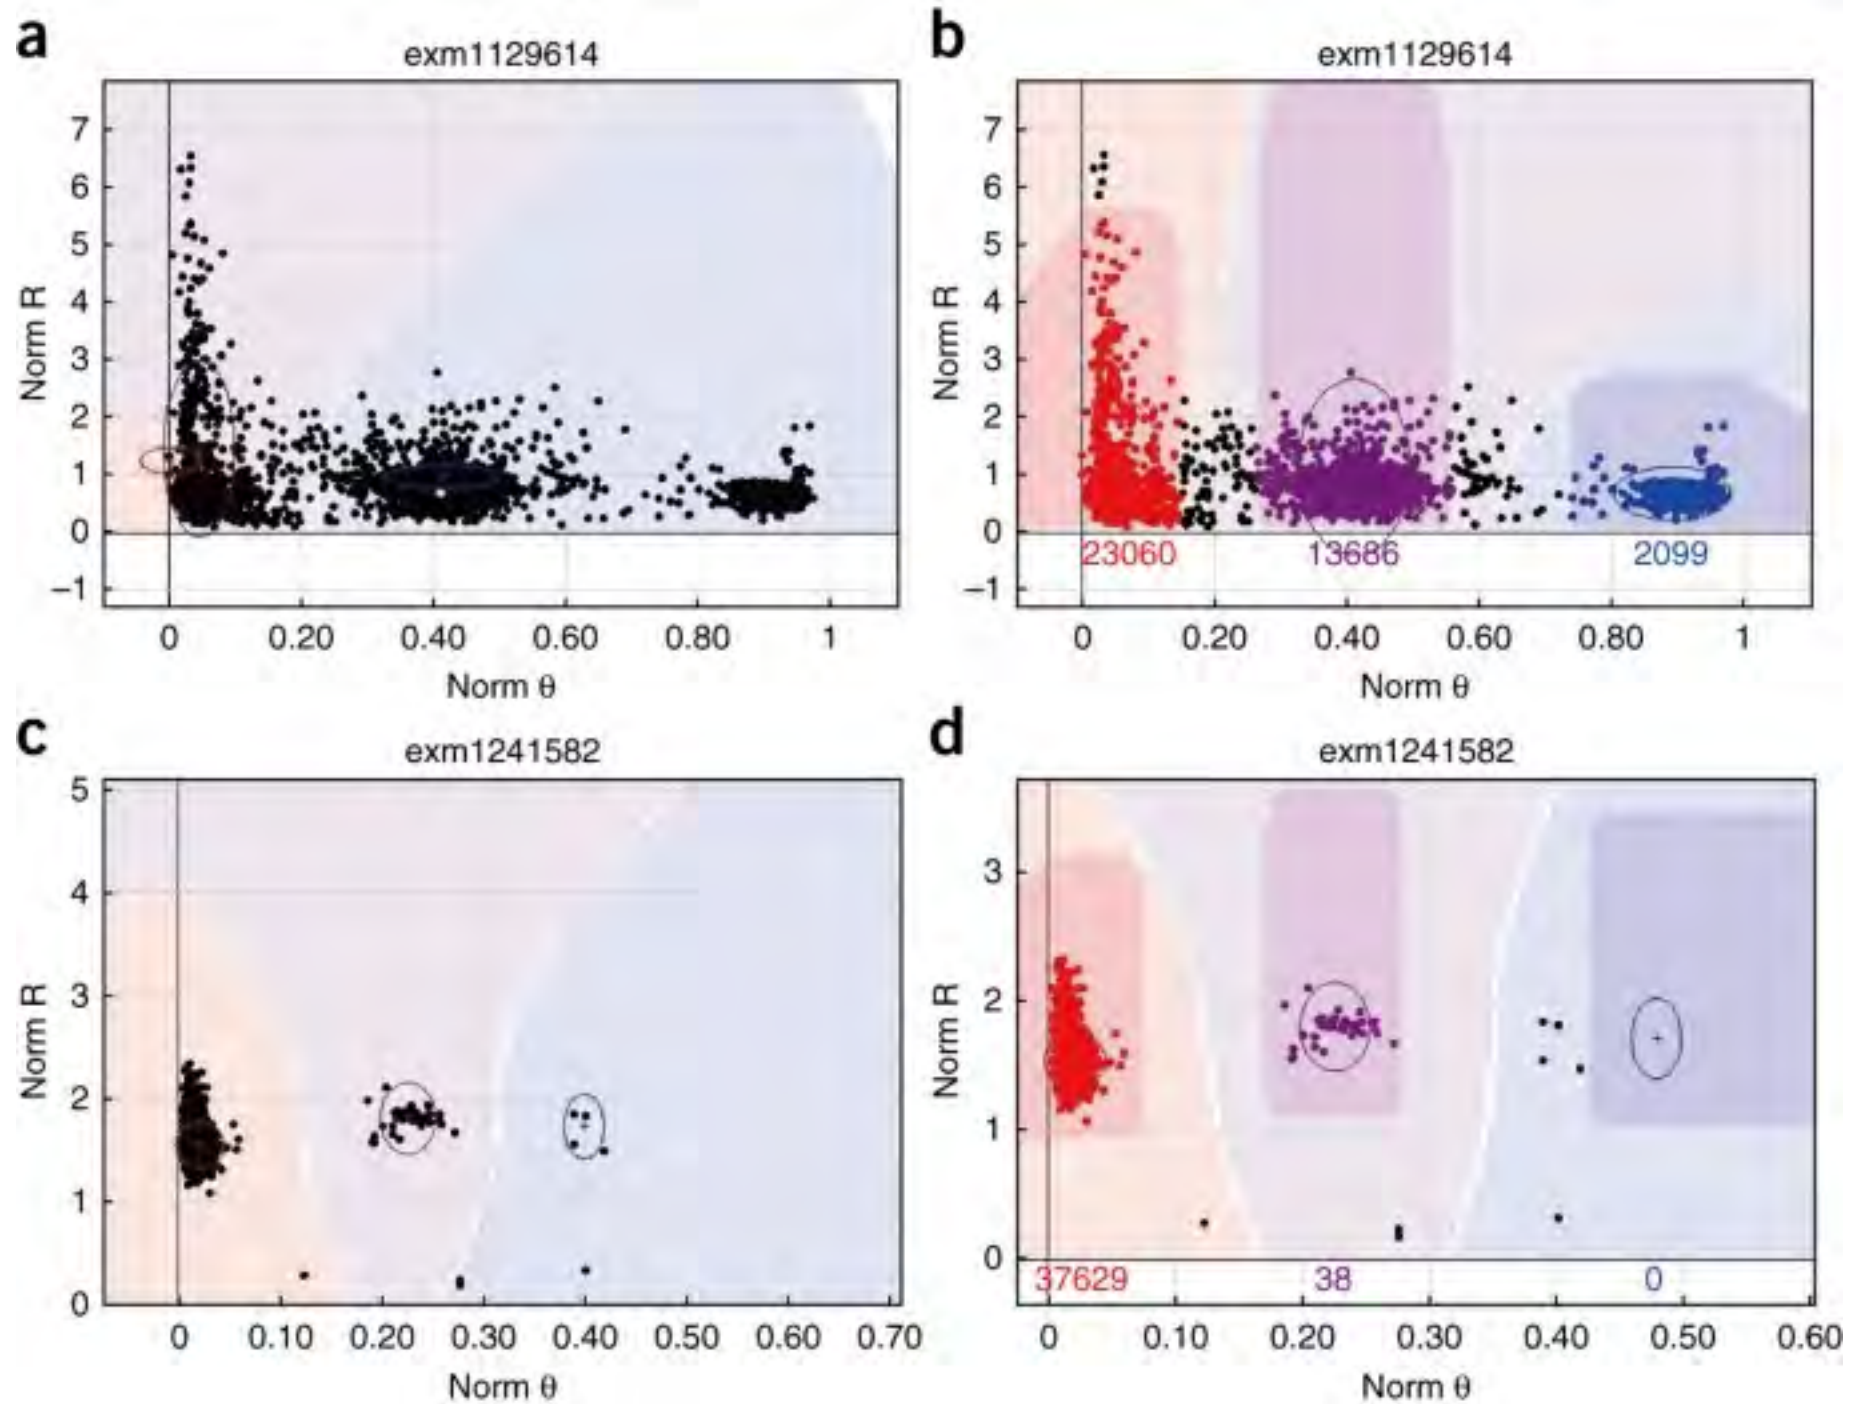 a
exm1129614
7
6
5
4
3
2
1
0
–1
Norm R
0 0.20 0.40 0.60 0.80 1
Norm θ
b
exm1129614
7
6
5
4
3
2
1
0
–1
Norm R
23060 13686 2099
0 0.20 0.40 0.60 0.80 1
Norm θ
c
exm1241582
5
4
3
2
1
0
Norm R
0 0.10 0.20 0.30 0.40 0.50 0.60 0.70
Norm θ
d
exm1241582
3
2
1
0
Norm R
37629 38 0
0 0.10 0.20 0.30 0.40 0.50 0.60
Norm θ